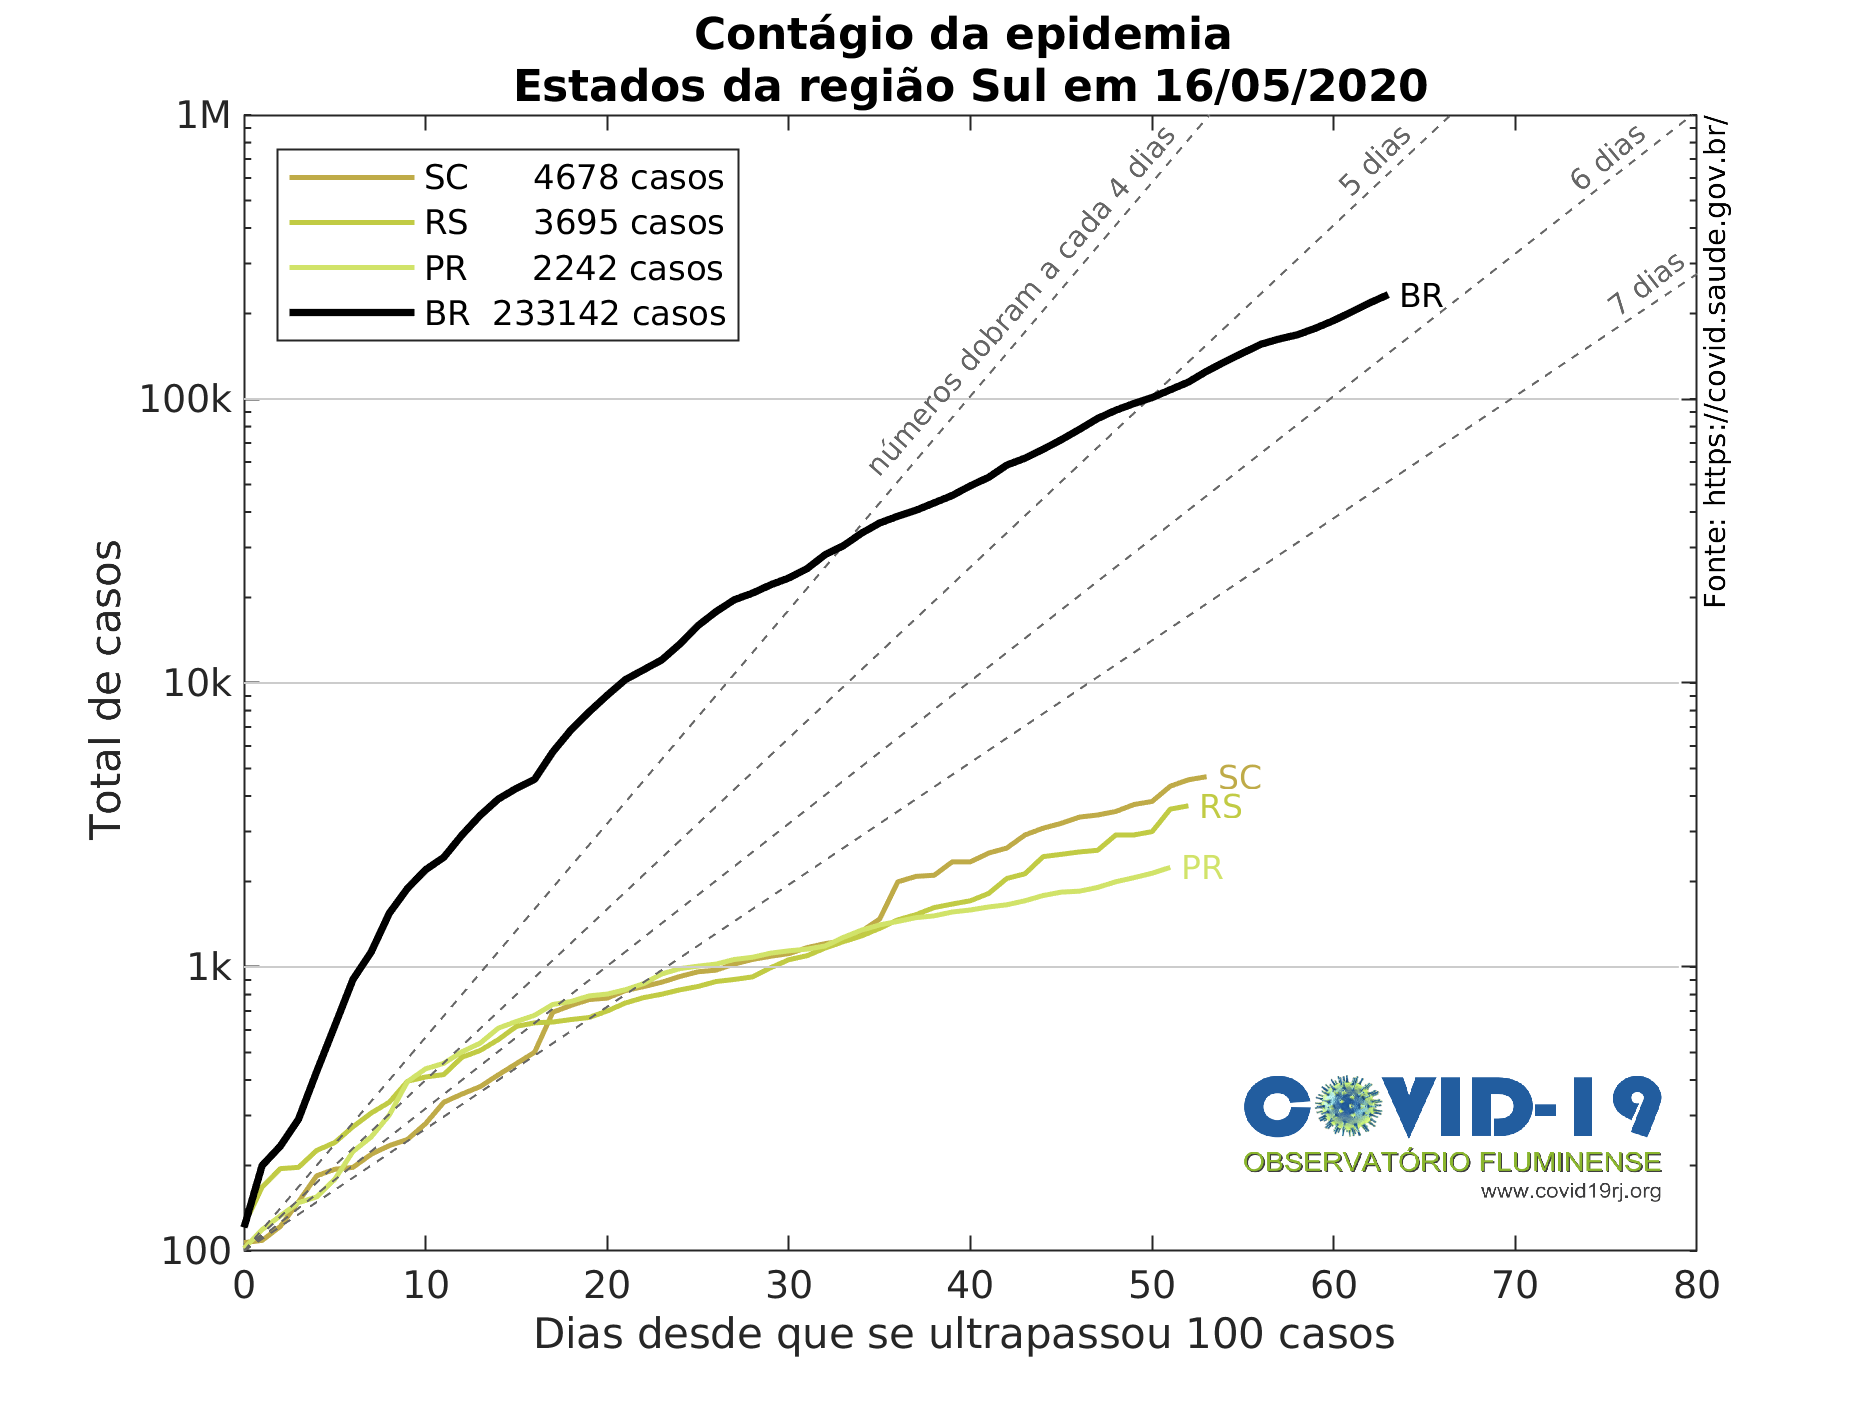 Contágio da epidemia
Estados da região Sul em 16/05/2020
1M
100k
10k
1k
100
Total de casos
SC 4678 casos
RS 3695 casos
PR 2242 casos
BR 233142 casos
números dobram a cada 4 dias
5 dias
6 dias
7 dias
BR
SC
RS
PR
Fonte: https://covid.saude.gov.br/
COVID-19
OBSERVATÓRIO FLUMINENSE
www.covid19rj.org
0 10 20 30 40 50 60 70 80
Dias desde que se ultrapassou 100 casos